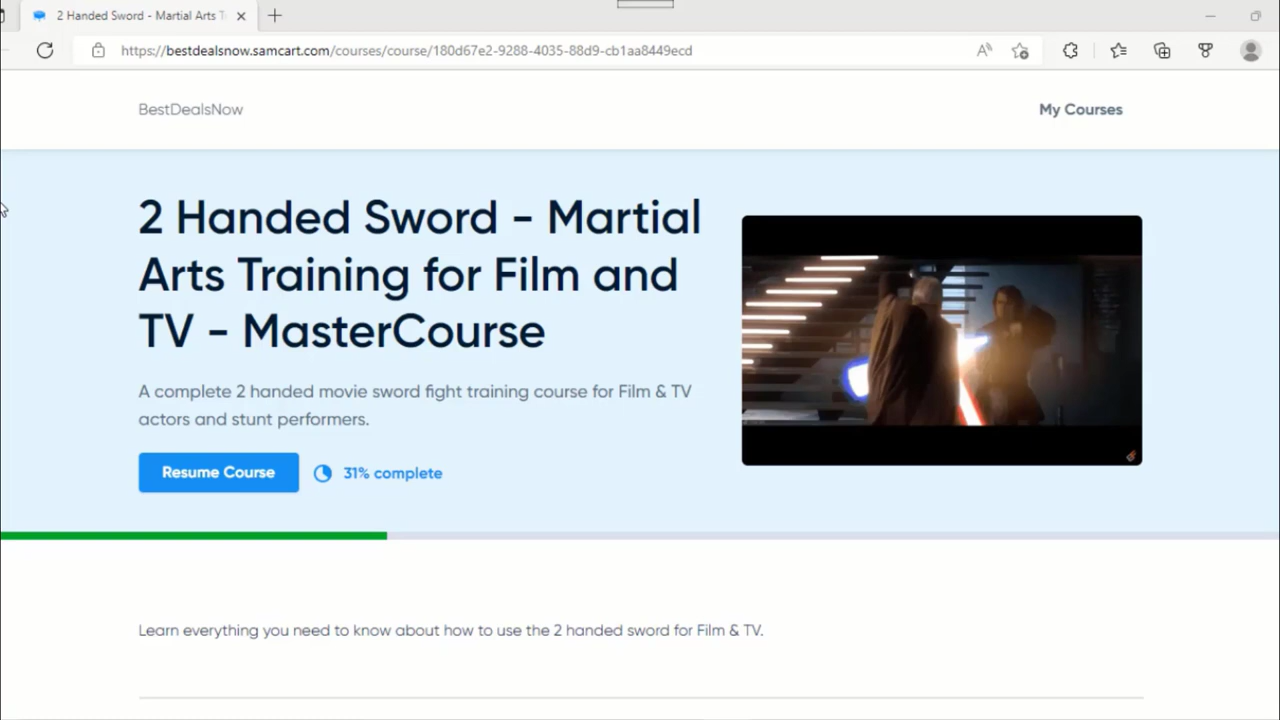 2 Handed Sword - Martial Arts T
https://bestdealsnow.samcart.com/courses/course/180d67e2-9288-4035-88d9-cb1aa8449ecd
BestDealsNow
My Courses
2 Handed Sword - Martial
Arts Training for Film and
TV - MasterCourse
A complete 2 handed movie sword fight training course for Film & TV
actors and stunt performers.
Resume Course
31% complete
Learn everything you need to know about how to use the 2 handed sword for Film & TV.